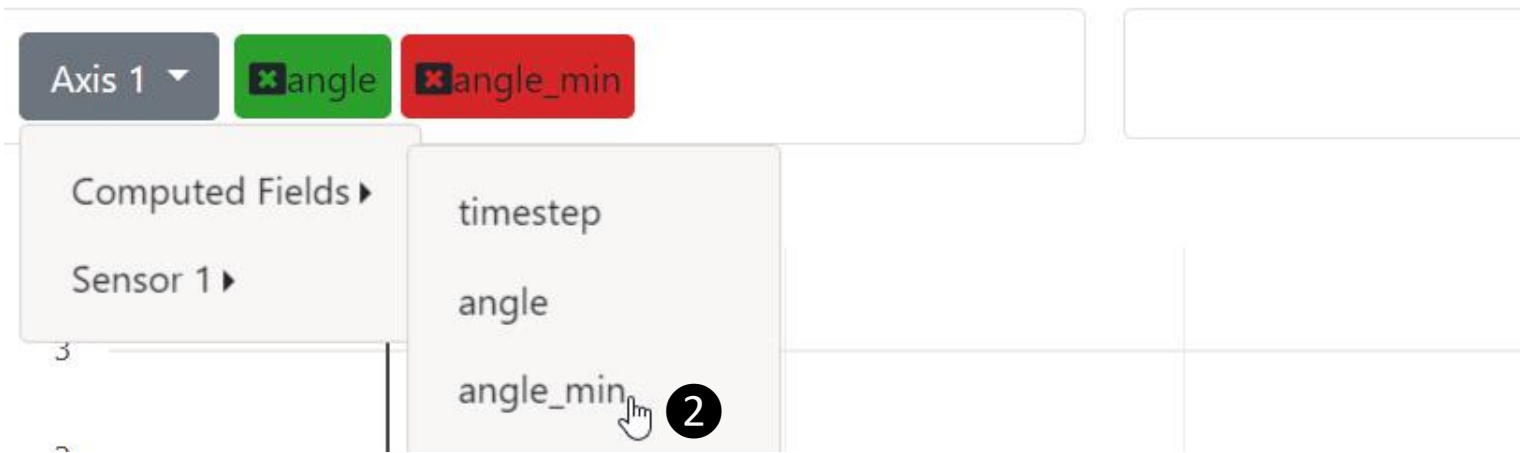 Axis 1 angle angle_min
Computed Fields
timestep
Sensor 1
angle
3
angle_min 2